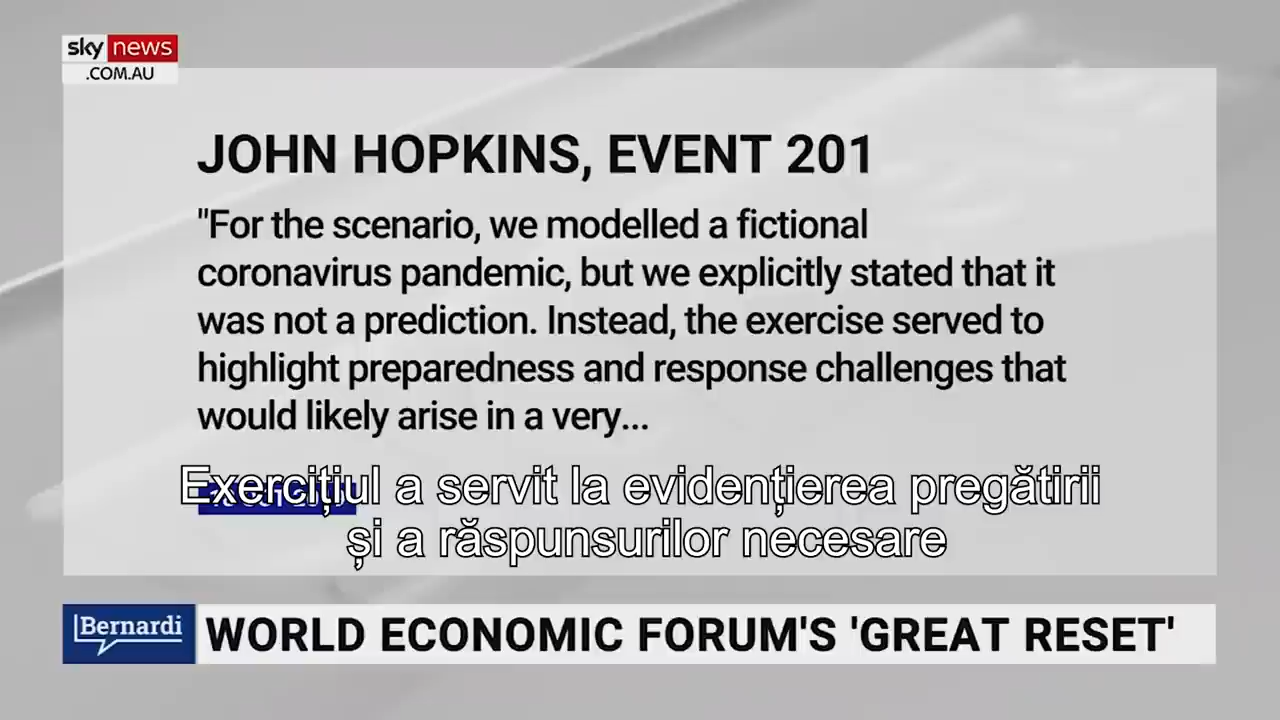 sky news
.COM.AU
JOHN HOPKINS, EVENT 201
"For the scenario, we modelled a fictional
coronavirus pandemic, but we explicitly stated that it
was not a prediction. Instead, the exercise served to
highlight preparedness and response challenges that
would likely arise in a very...
Exercițiul a servit la evidențierea pregătirii
și a răspunsurilor necesare
Bernardi
WORLD ECONOMIC FORUM'S 'GREAT RESET'